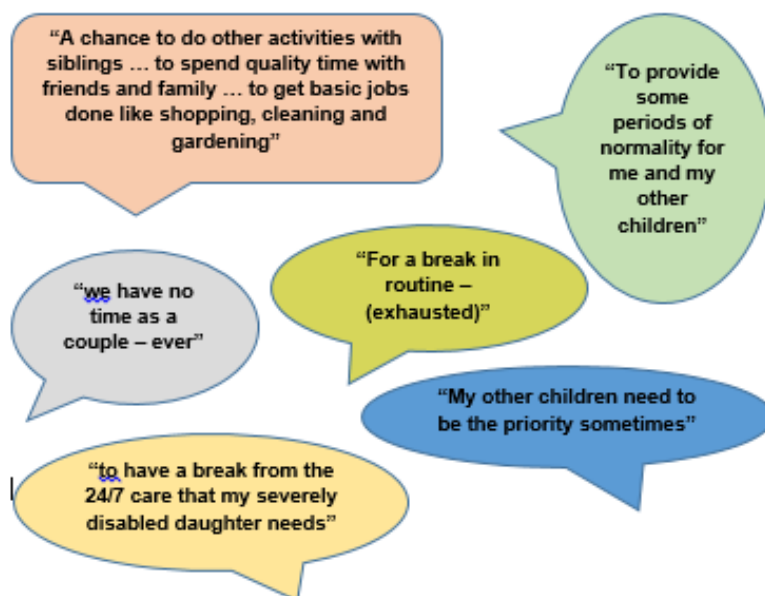 “A chance to do other activities with
siblings … to spend quality time with
friends and family … to get basic jobs
done like shopping, cleaning and
gardening”
“To provide
some
periods of
normality for
me and my
other
children”
“we have no
time as a
couple – ever”
“For a break in
routine –
(exhausted)”
“My other children need to
be the priority sometimes”
“to have a break from the
24/7 care that my severely
disabled daughter needs”